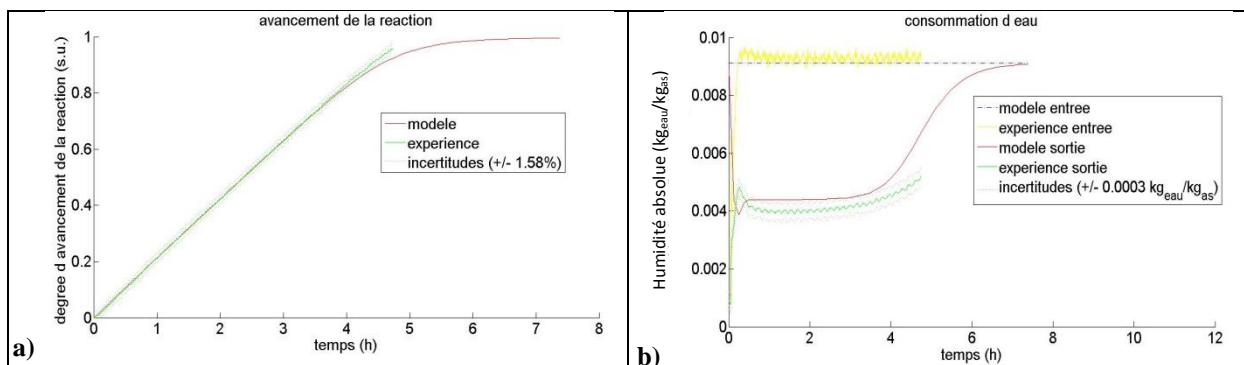 avancement de la reaction
degree d avancement de la reaction (s.u.)
1
0.8
0.6
0.4
0.2
0
0 1 2 3 4 5 6 7 8
temps (h)
modele
experience
incertitudes (+/- 1.58%)
a)
consommation d eau
Humidité absolue (kgeau/kgas)
0.01
0.008
0.006
0.004
0.002
0
0 2 4 6 8 10 12
temps (h)
modele entree
experience entree
modele sortie
experience sortie
incertitudes (+/- 0.0003 kgeau/kgas)
b)